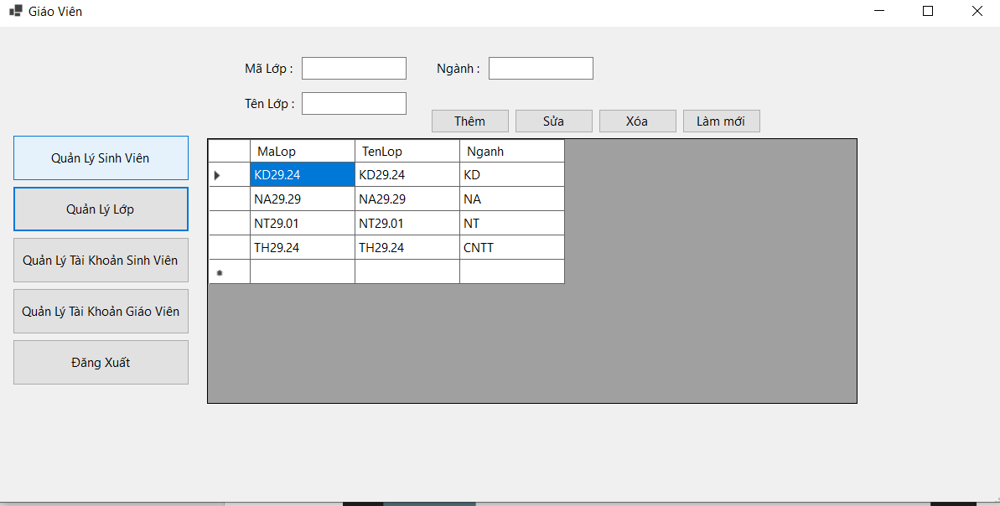 Giáo Viên
Mã Lớp : Ngành :
Tên Lớp :
Thêm Sửa Xóa Làm mới
Quản Lý Sinh Viên
Quản Lý Lớp
Quản Lý Tài Khoản Sinh Viên
Quản Lý Tài Khoản Giáo Viên
Đăng Xuất
MaLop TenLop Nganh
KD29.24 KD29.24 KD
NA29.29 NA29.29 NA
NT29.01 NT29.01 NT
TH29.24 TH29.24 CNTT